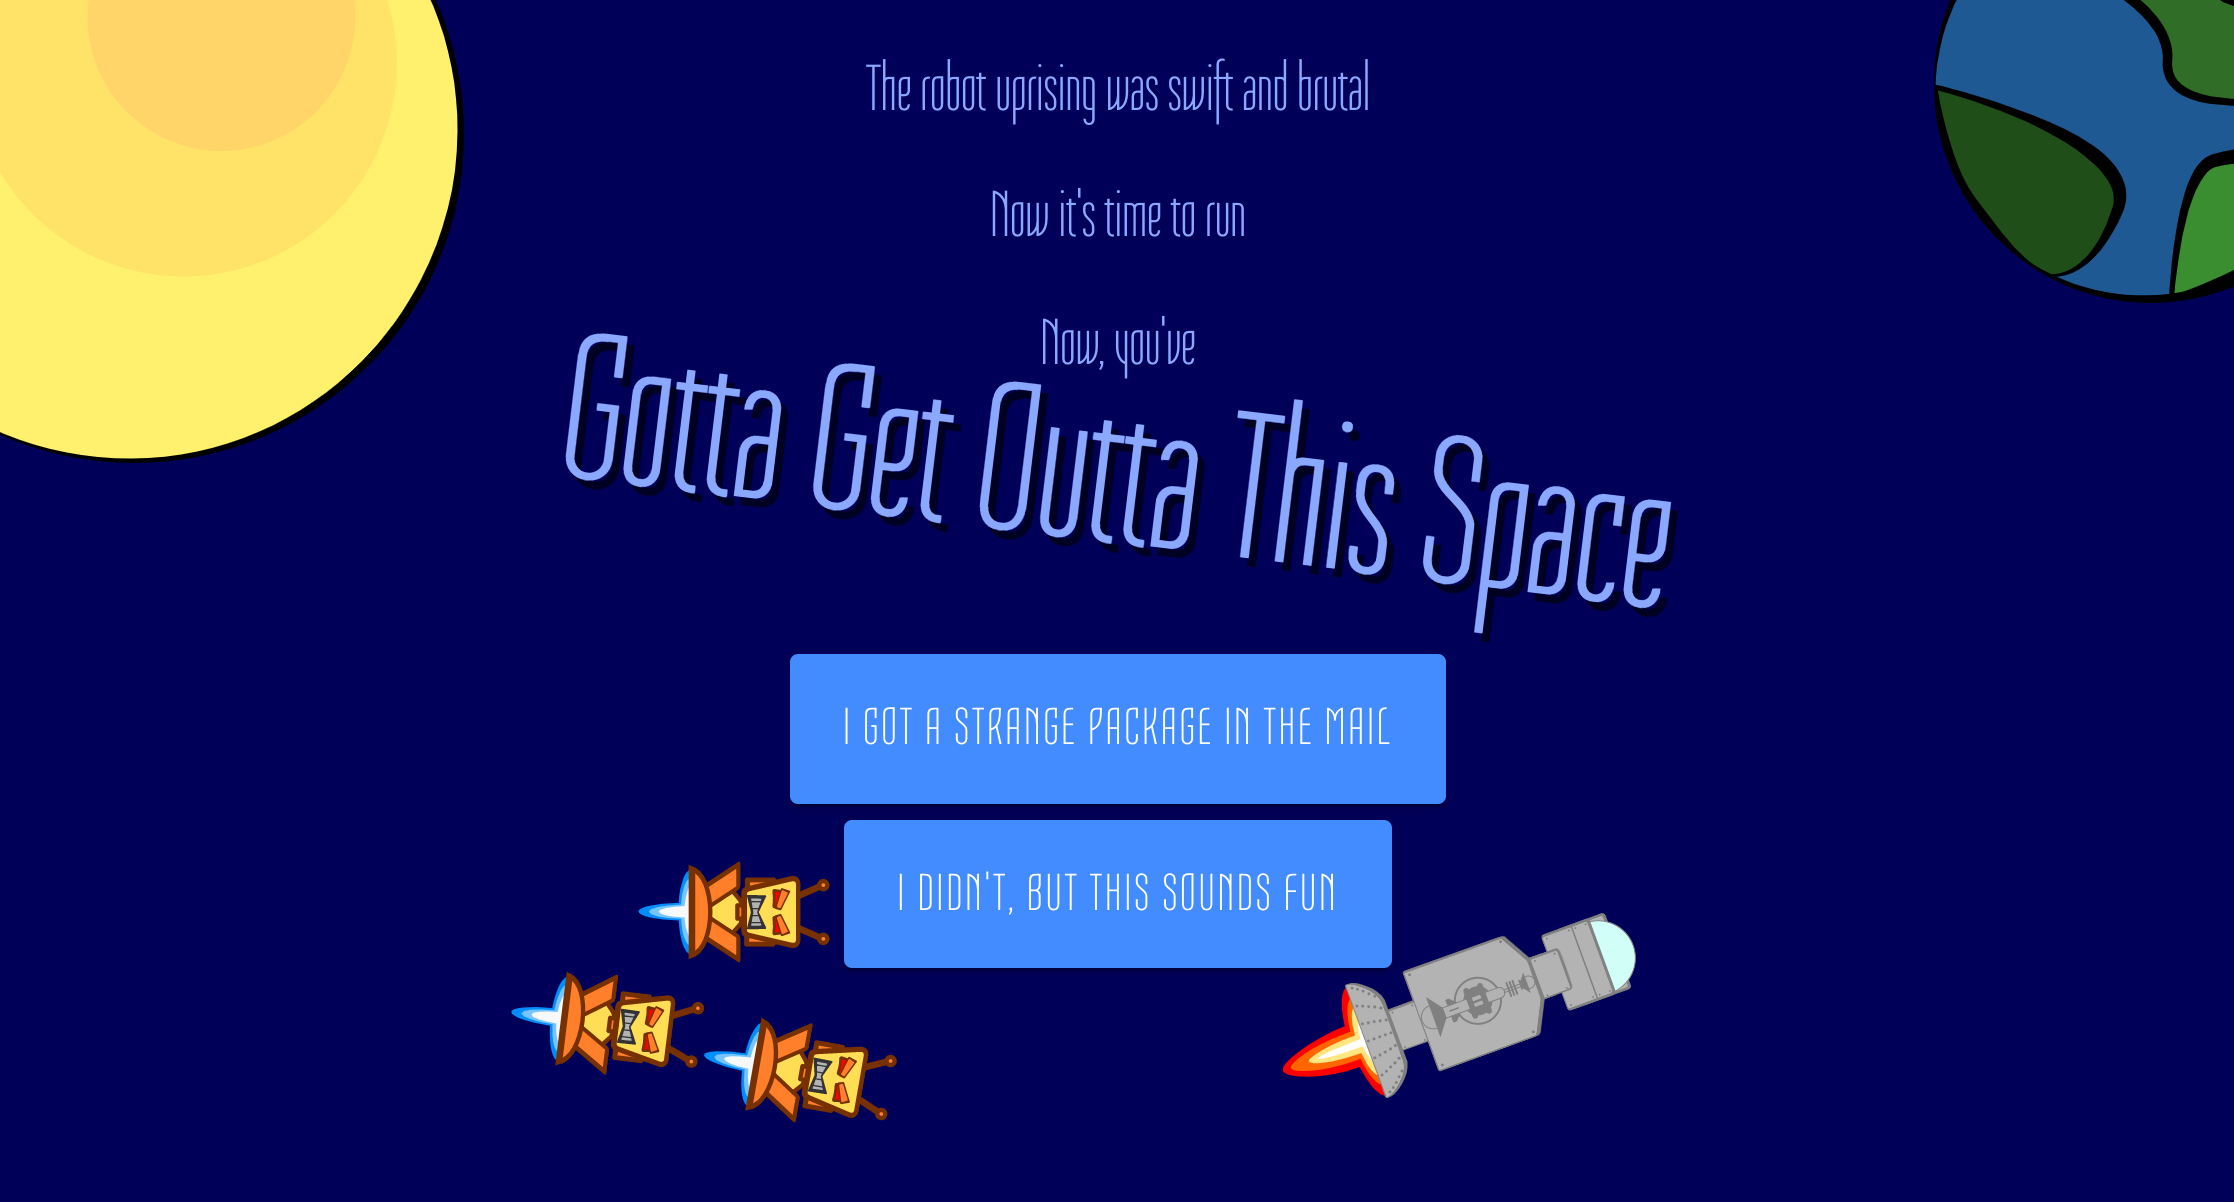 The robot uprising was swift and brutal
Now it's time to run
Now, you've
Gotta Get Outta This Space
I GOT A STRANGE PACKAGE IN THE MAIL
I DIDN'T, BUT THIS SOUNDS FUN